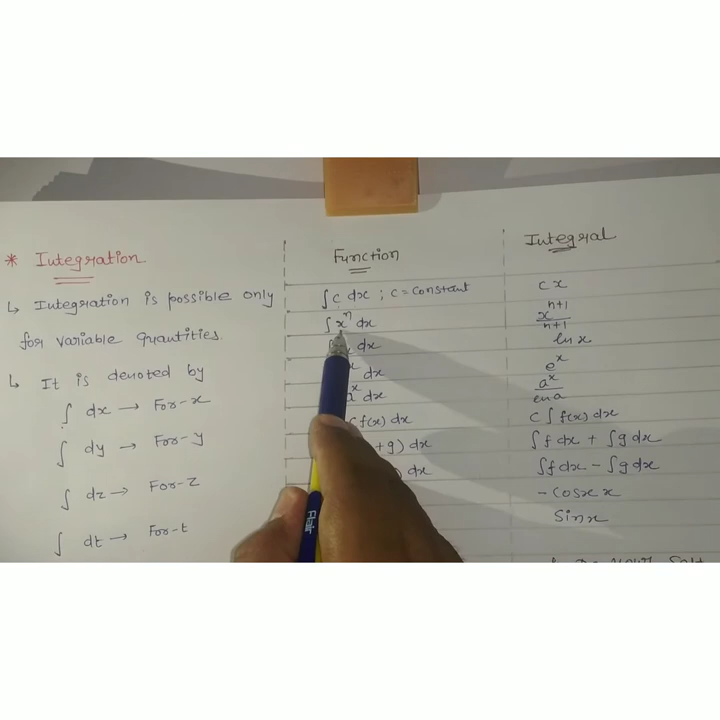 * Integration
↳ Integration is possible only
for variable quantities.
↳ It is denoted by
∫ dx → For-x
∫ dy → For-y
∫ dz → For-z
∫ dt → For-t
Function
∫ c dx ; c = constant
∫ xⁿ dx
dx
dx
aˣ dx
f(x) dx
+ g) dx
) dx
Integral
cx
xⁿ⁺¹/n+1
ln x
eˣ
aˣ/ln a
c ∫ f(x) dx
∫ f dx + ∫ g dx
∫ f dx - ∫ g dx
- cosx x
Sin x
Flair